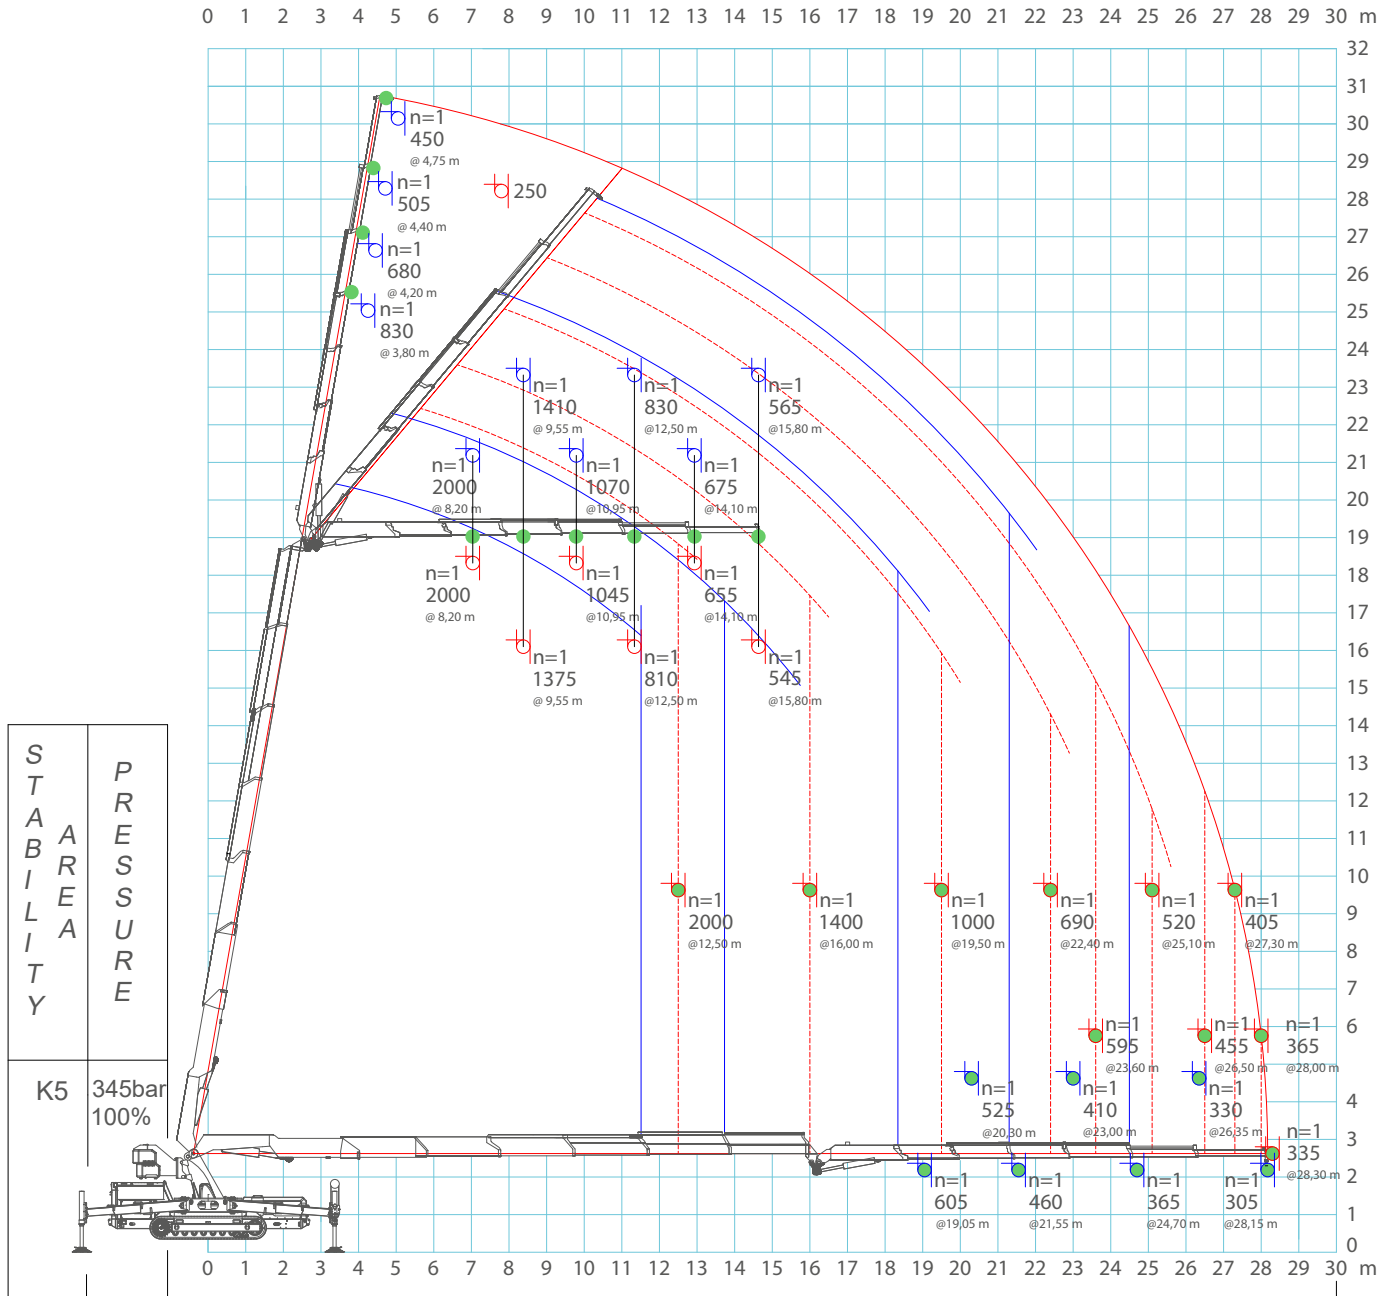 0 1 2 3 4 5 6 7 8 9 10 11 12 13 14 15 16 17 18 19 20 21 22 23 24 25 26 27 28 29 30 m
32
31
30
29
28
27
26
25
24
23
22
21
20
19
18
17
16
15
14
13
12
11
10
9
8
7
6
5
4
3
2
1
0
n=1
450
@ 4,75 m
n=1
505
@ 4,40 m
n=1
680
@ 4,20 m
n=1
830
@ 3,80 m
250
n=1
1410
@ 9,55 m
n=1
830
@12,50 m
n=1
565
@15,80 m
n=1
2000
@ 8,20 m
n=1
1070
@10,95 m
n=1
675
@14,10 m
n=1
2000
@ 8,20 m
n=1
1045
@10,95 m
n=1
655
@14,10 m
n=1
1375
@ 9,55 m
n=1
810
@12,50 m
n=1
545
@15,80 m
n=1
2000
@12,50 m
n=1
1400
@16,00 m
n=1
1000
@19,50 m
n=1
690
@22,40 m
n=1
520
@25,10 m
n=1
405
@27,30 m
n=1
595
@23,60 m
n=1
455
@26,50 m
n=1
365
@28,00 m
n=1
525
@20,30 m
n=1
410
@23,00 m
n=1
330
@26,35 m
n=1
335
@28,30 m
n=1
605
@19,05 m
n=1
460
@21,55 m
n=1
365
@24,70 m
n=1
305
@28,15 m
STABILITY
AREA
PRESSURE
K5
345bar
100%
0 1 2 3 4 5 6 7 8 9 10 11 12 13 14 15 16 17 18 19 20 21 22 23 24 25 26 27 28 29 30 m